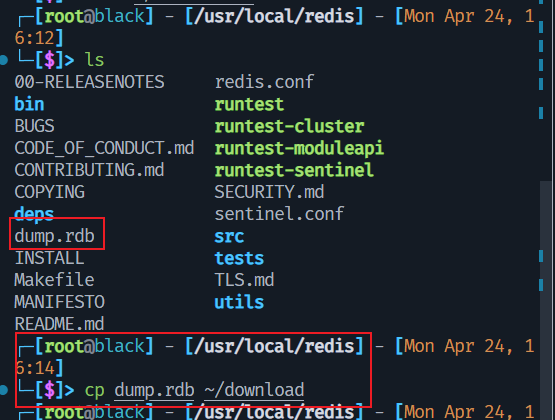 ┌─[root@black] - [/usr/local/redis] - [Mon Apr 24, 1
6:12]
└─[$]> ls
00-RELEASENOTES redis.conf
bin runtest
BUGS runtest-cluster
CODE_OF_CONDUCT.md runtest-moduleapi
CONTRIBUTING.md runtest-sentinel
COPYING SECURITY.md
deps sentinel.conf
dump.rdb src
INSTALL tests
Makefile TLS.md
MANIFESTO utils
README.md
┌─[root@black] - [/usr/local/redis] - [Mon Apr 24, 1
6:14]
└─[$]> cp dump.rdb ~/download
┌─[root@black] - [/usr/local/redis] - [Mon Apr 24, 1